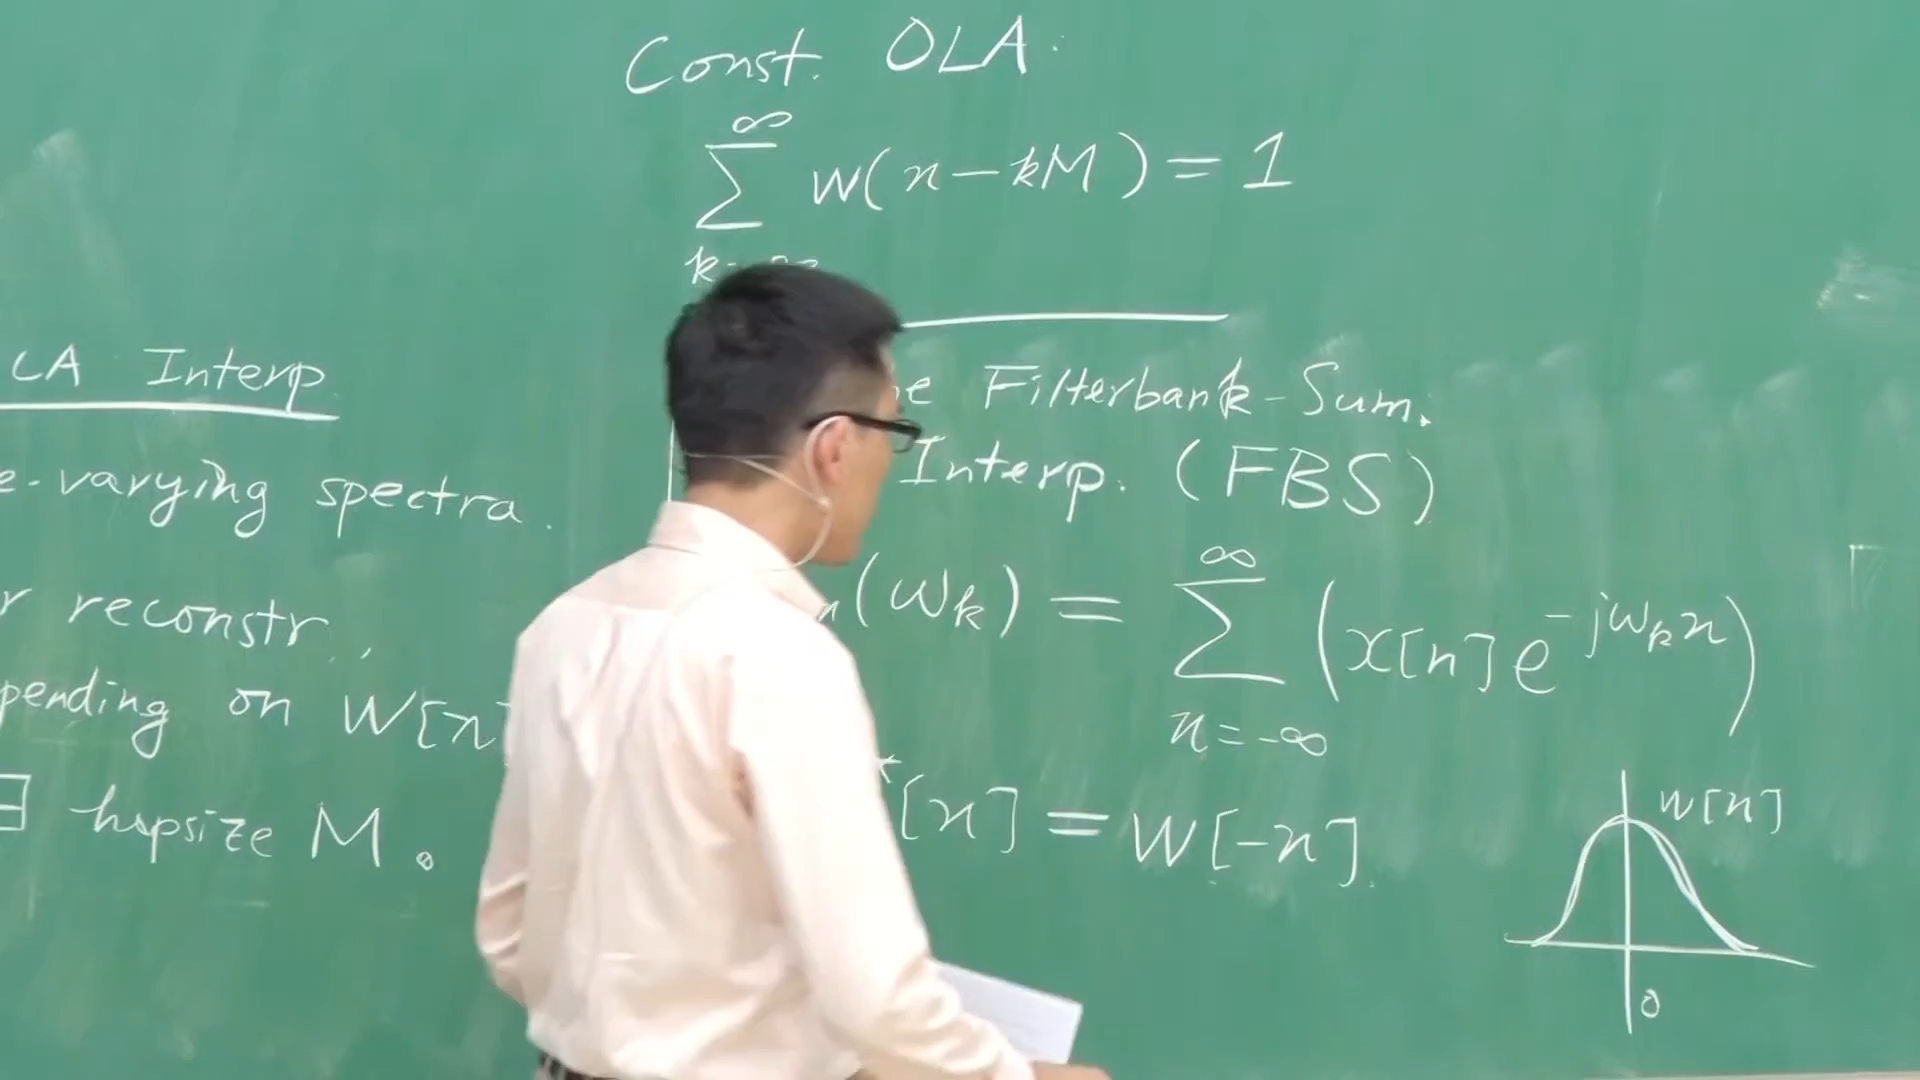 LA Interp.
-varying spectra.
reconstr.,
pending on w[n]
∃ hopsize M.
Const. OLA:
∞
∑ w(n-kM) = 1
k=-∞
Filterbank-Sum.
Interp. (FBS)
∞
(ωk) = ∑ (x[n]e^{-jωkn})
n=-∞
[n] = w[-n].
w[n]
0